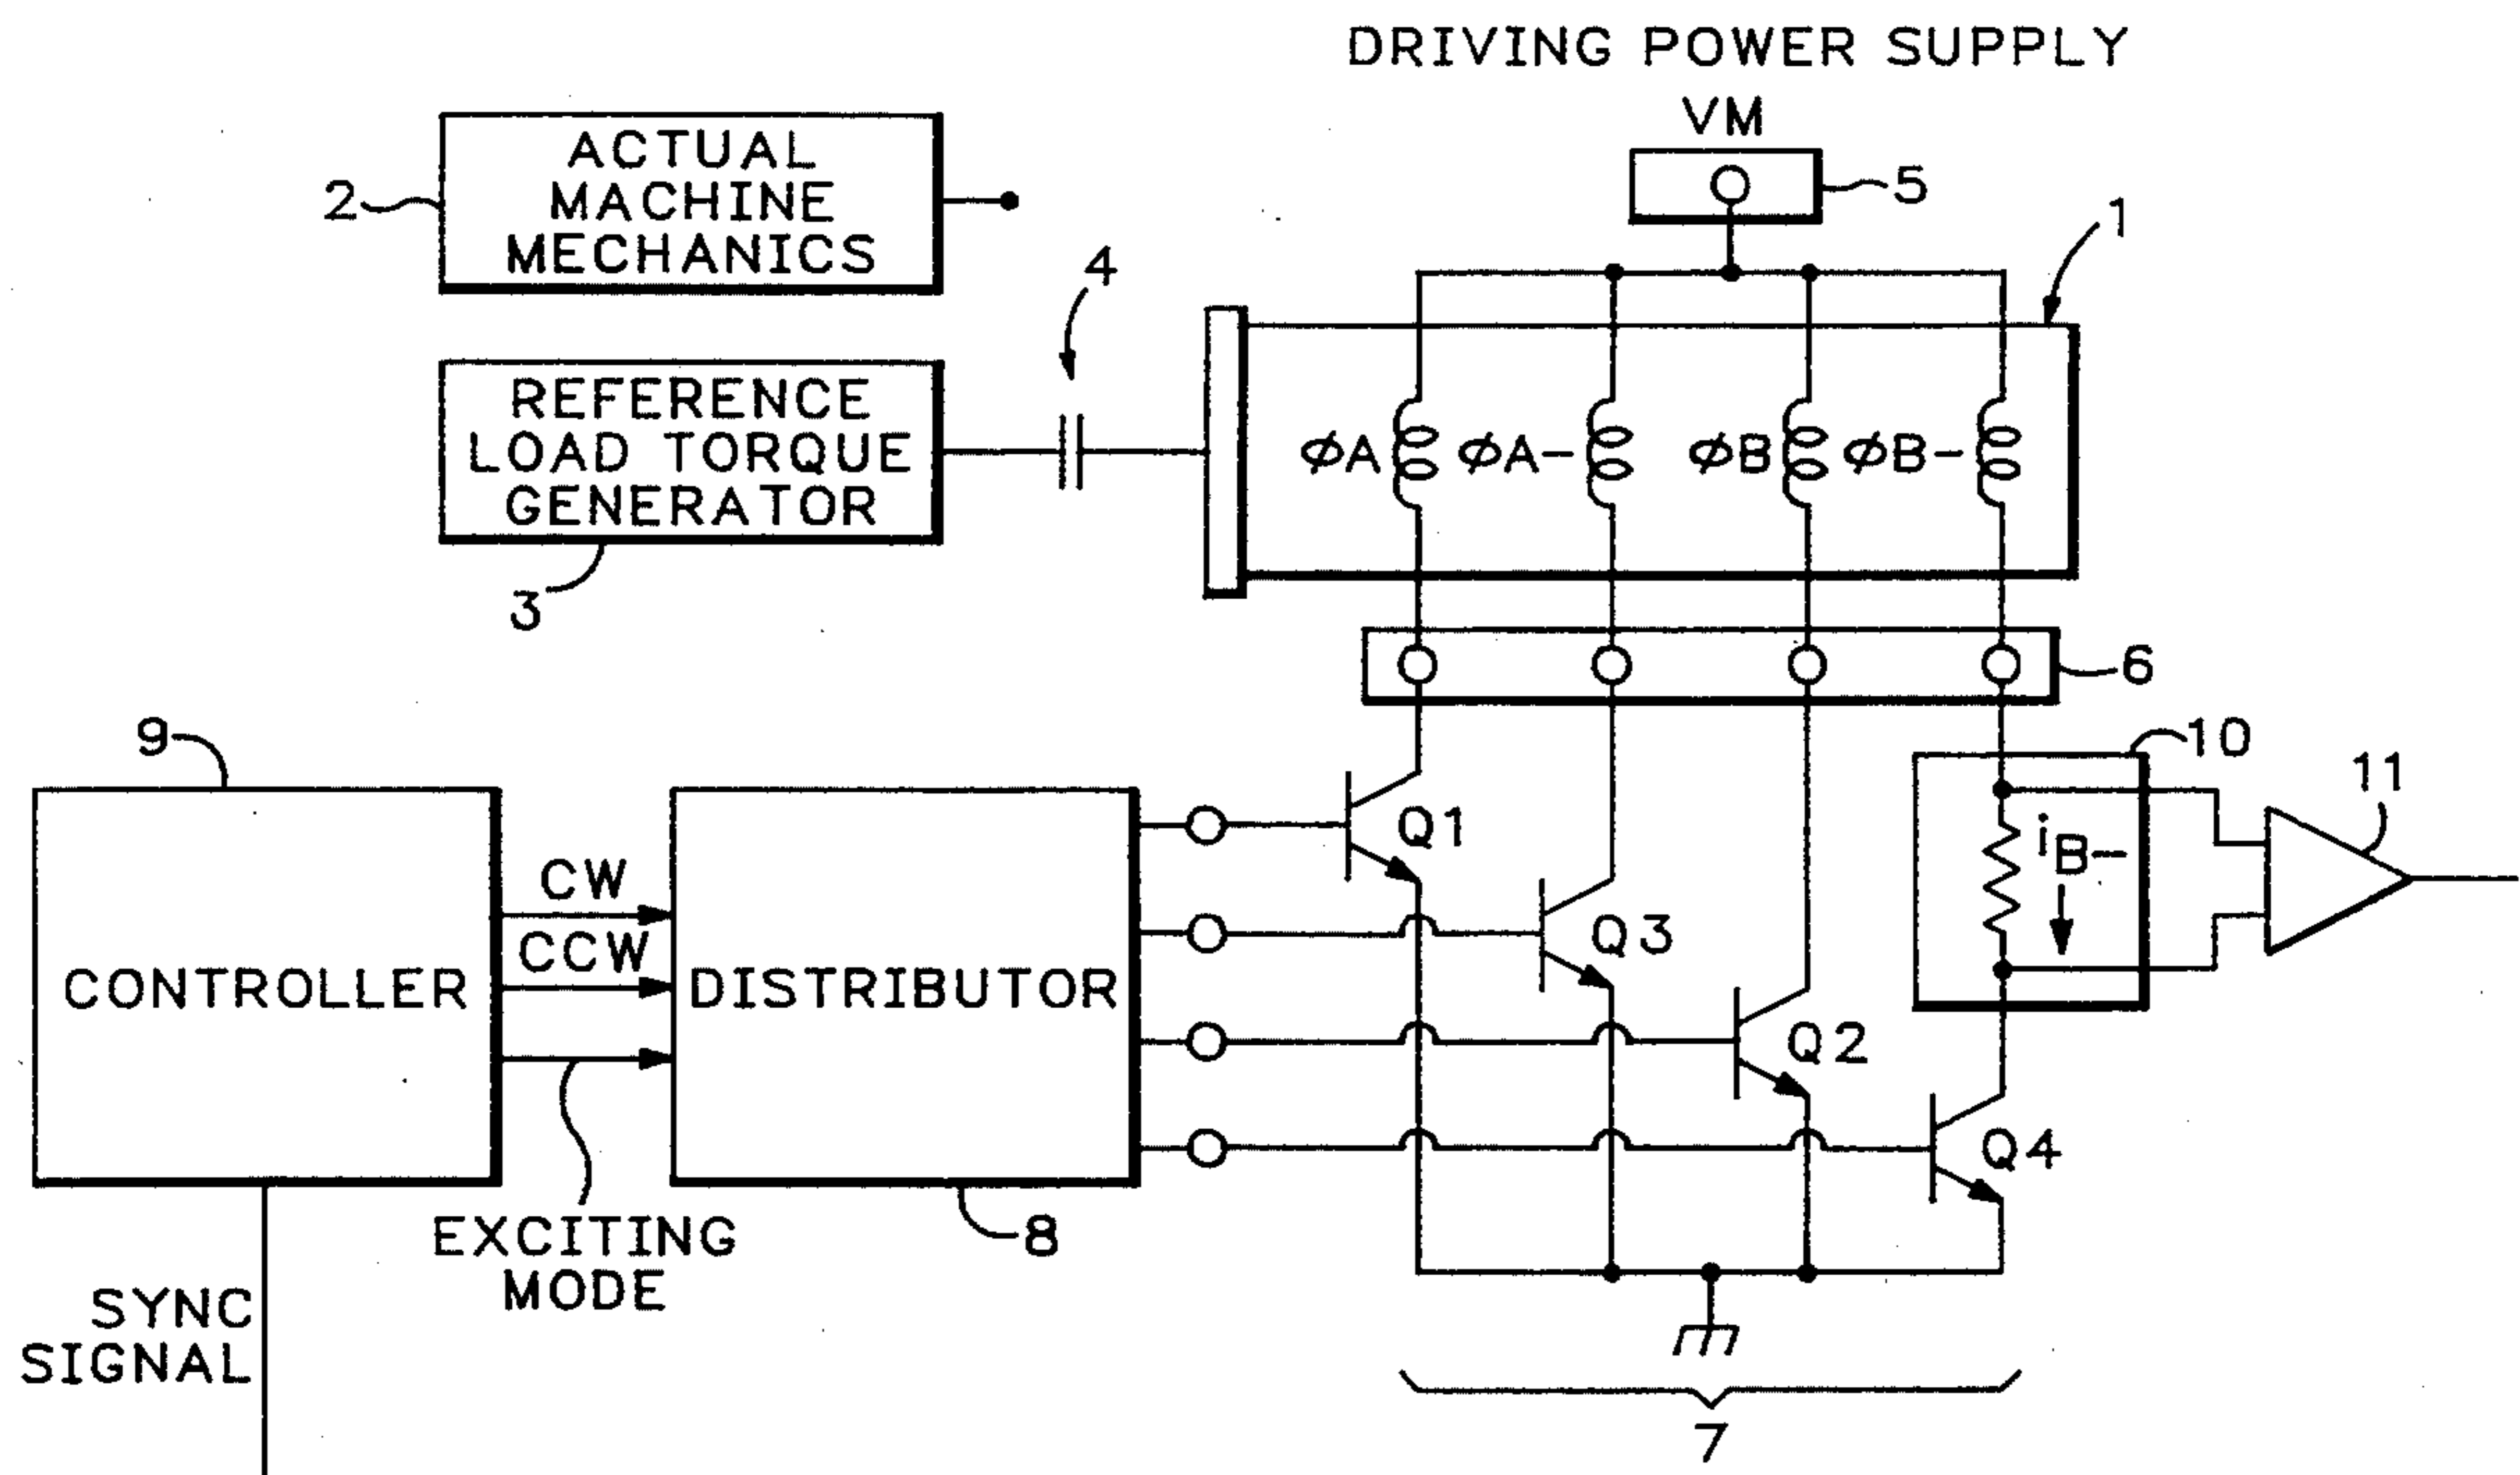 DRIVING POWER SUPPLY
VM
5
1
ACTUAL
MACHINE
MECHANICS
2
4
REFERENCE
LOAD TORQUE
GENERATOR
3
ϕA
ϕA-
ϕB
ϕB-
6
9
10
11
CONTROLLER
CW
CCW
DISTRIBUTOR
Q1
Q3
Q2
Q4
iB-
EXCITING
MODE
8
SYNC
SIGNAL
7